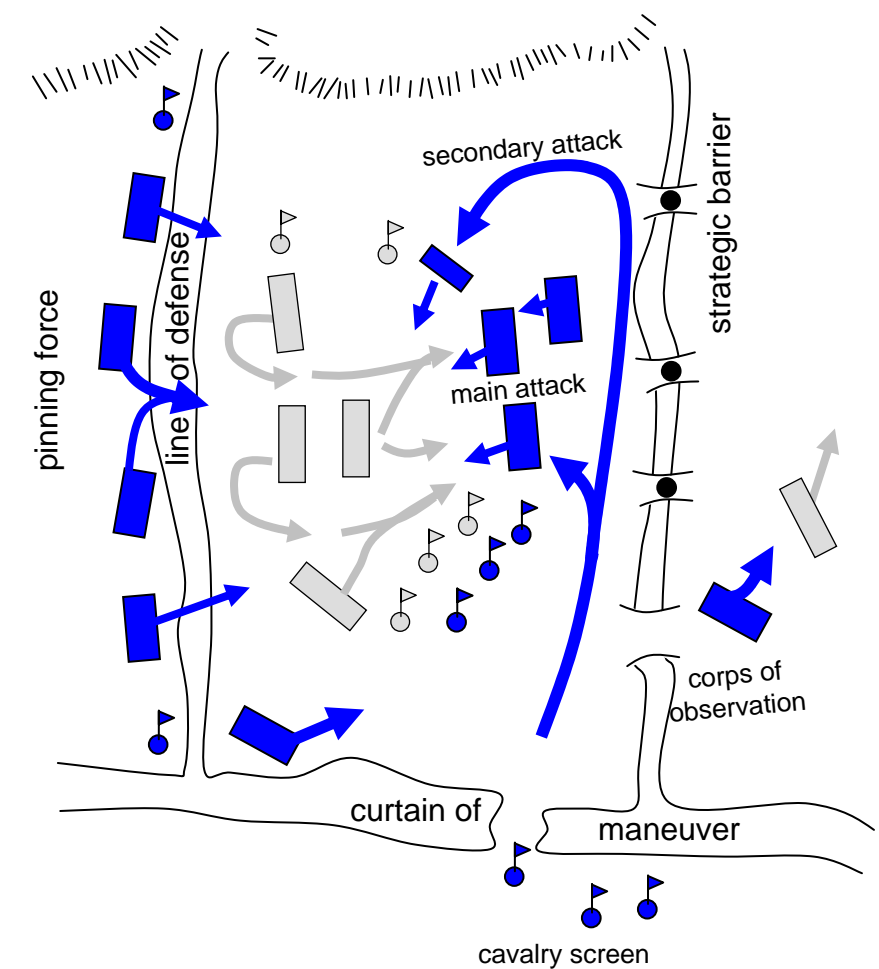 secondary attack
strategic barrier
line of defense
pinning force
main attack
corps of
observation
curtain of
maneuver
cavalry screen